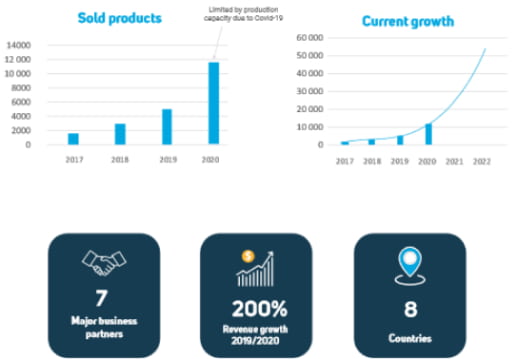 Sold products
Limited by production
capacity due to Covid-19
14000
12 000
10 000
8000
6000
4000
2000
0
2017 2018 2019 2020
Current growth
60 000
50 000
40 000
30 000
20 000
10 000
0
2017 2018 2019 2020 2021 2022
7
Major business
partners
$
200%
Revenue growth
2019/2020
8
Countries